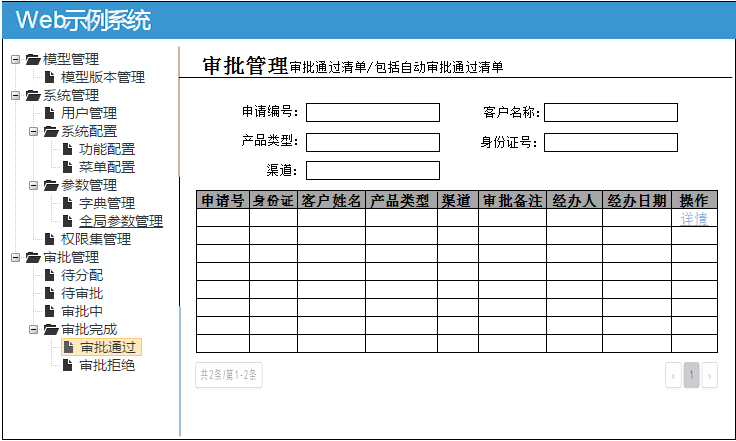 Web示例系统
模型管理
模型版本管理
系统管理
用户管理
系统配置
功能配置
菜单配置
参数管理
字典管理
全局参数管理
权限集管理
审批管理
待分配
待审批
审批中
审批完成
审批通过
审批拒绝
审批管理审批通过清单/包括自动审批通过清单
申请编号： 客户名称：
产品类型： 身份证号：
渠道：
申请号 身份证 客户姓名 产品类型 渠道 审批备注 经办人 经办日期 操作
详情
共2条/第1-2条 « 1 »